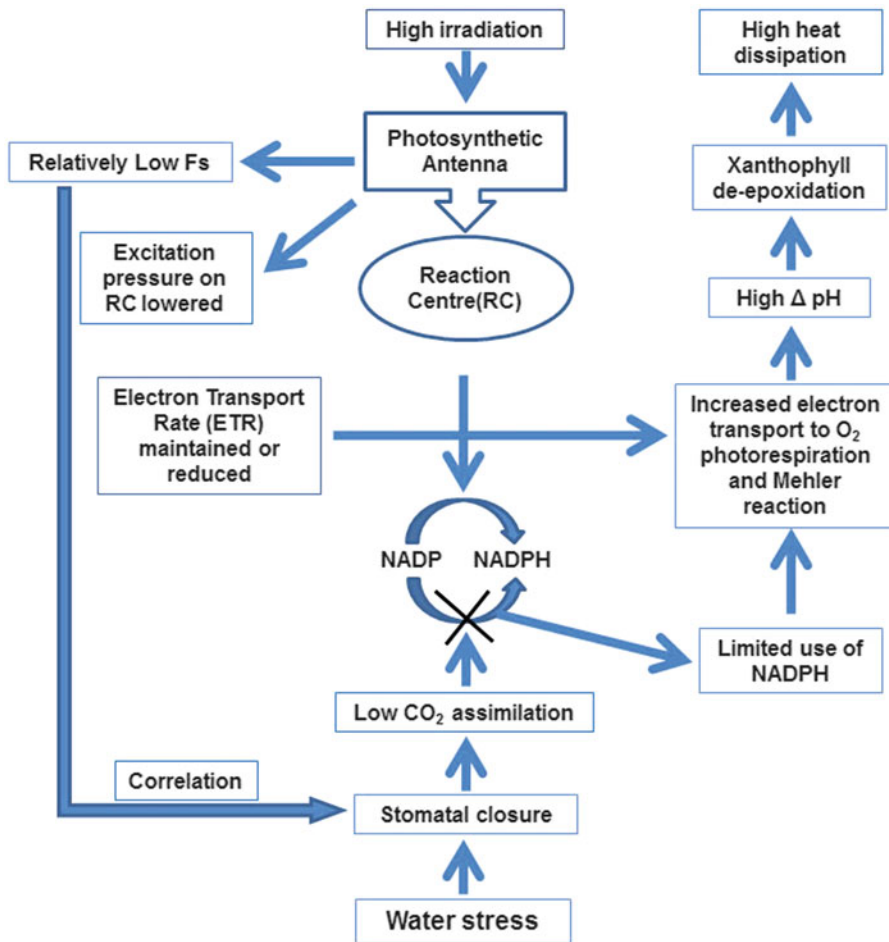 High irradiation
High heat
dissipation
Photosynthetic
Antenna
Relatively Low Fs
Xanthophyll
de-epoxidation
Excitation
pressure on
RC lowered
Reaction
Centre(RC)
High Δ pH
Electron Transport
Rate (ETR)
maintained or
reduced
Increased electron
transport to O₂
photorespiration
and Mehler
reaction
NADP NADPH
Limited use of
NADPH
Low CO₂ assimilation
Correlation
Stomatal closure
Water stress